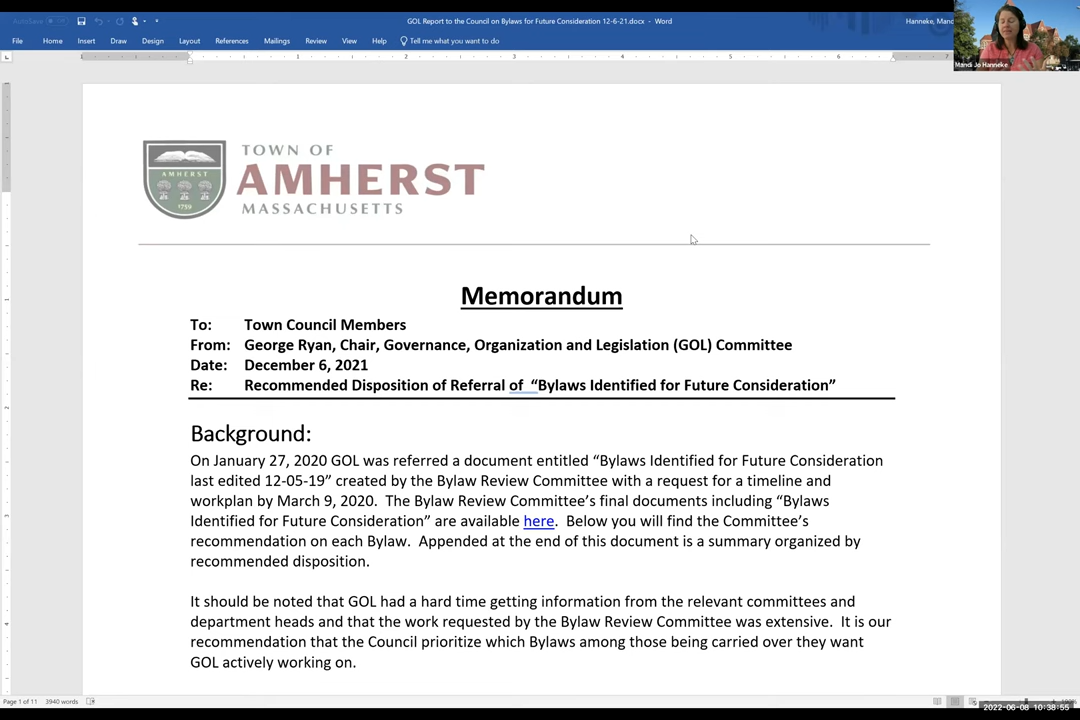 AutoSave
GOL Report to the Council on Bylaws for Future Consideration 12-6-21.docx - Word
Hanneke, Mand
File Home Insert Draw Design Layout References Mailings Review View Help Tell me what you want to do
Mandi Jo Hanneke
TOWN OF
AMHERST
MASSACHUSETTS
AMHERST
1759
Memorandum
To: Town Council Members
From: George Ryan, Chair, Governance, Organization and Legislation (GOL) Committee
Date: December 6, 2021
Re: Recommended Disposition of Referral of “Bylaws Identified for Future Consideration”
Background:
On January 27, 2020 GOL was referred a document entitled “Bylaws Identified for Future Consideration
last edited 12-05-19” created by the Bylaw Review Committee with a request for a timeline and
workplan by March 9, 2020. The Bylaw Review Committee’s final documents including “Bylaws
Identified for Future Consideration” are available here. Below you will find the Committee’s
recommendation on each Bylaw. Appended at the end of this document is a summary organized by
recommended disposition.
It should be noted that GOL had a hard time getting information from the relevant committees and
department heads and that the work requested by the Bylaw Review Committee was extensive. It is our
recommendation that the Council prioritize which Bylaws among those being carried over they want
GOL actively working on.
Page 1 of 11 3940 words
2022-06-08 10:38:55